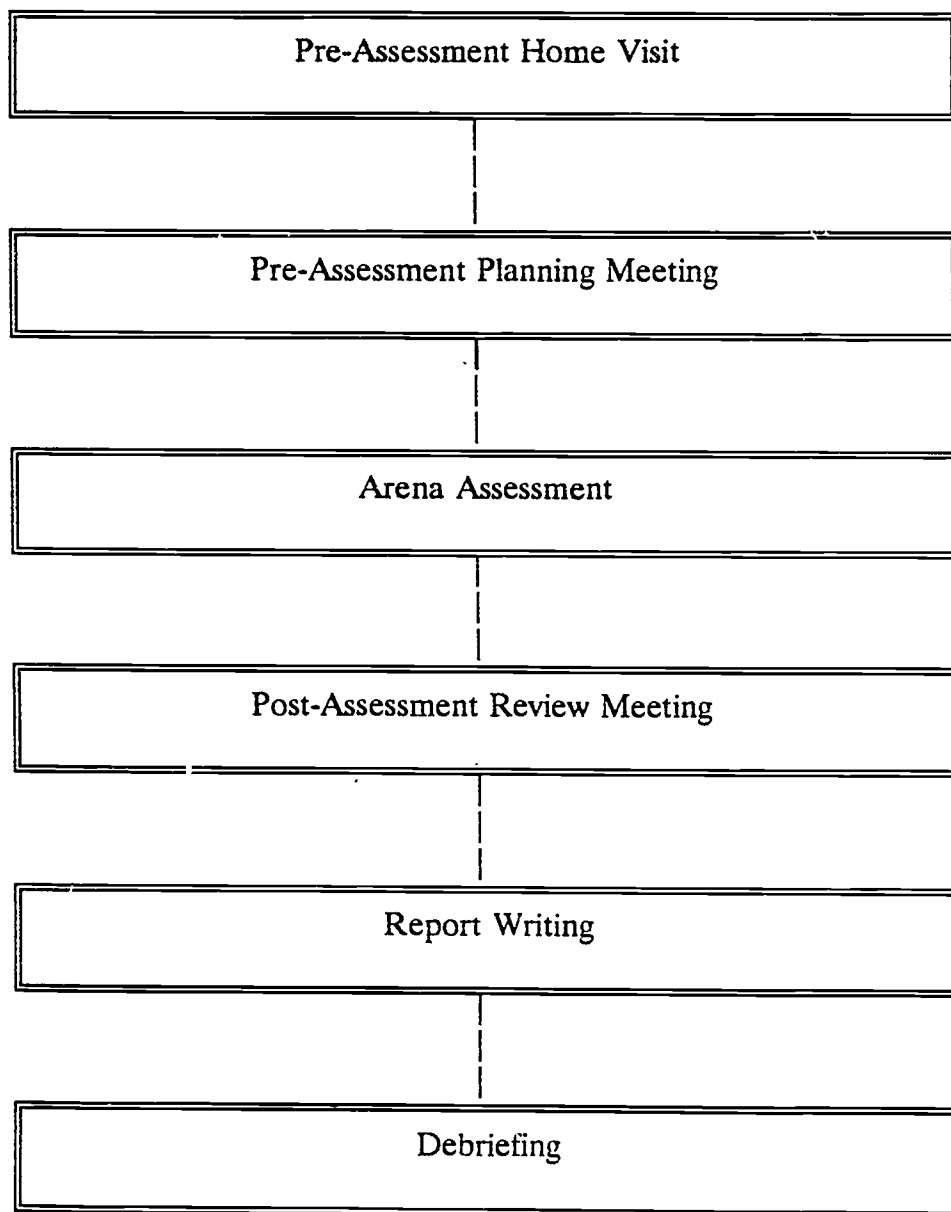 Pre-Assessment Home Visit
Pre-Assessment Planning Meeting
Arena Assessment
Post-Assessment Review Meeting
Report Writing
Debriefing